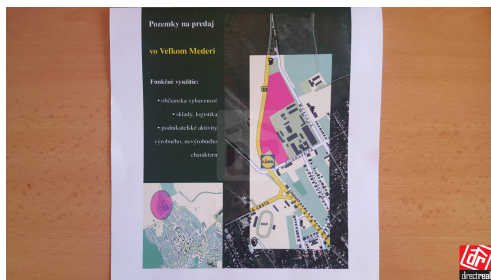 Pozemky na predaj
vo Veľkom Mederi
Funkčné využitie:
• občianska vybavenosť
• sklady, logistika
• podnikateľské aktivity
výrobného, nevýrobného
charakteru
LIDL
directreal